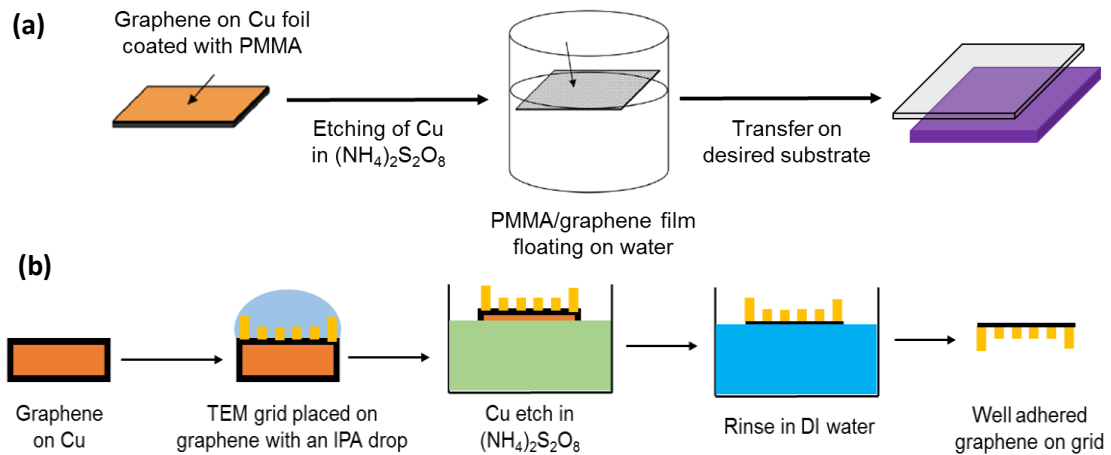 (a)
Graphene on Cu foil
coated with PMMA
Etching of Cu
in (NH₄)₂S₂O₈
PMMA/graphene film
floating on water
Transfer on
desired substrate
(b)
Graphene
on Cu
TEM grid placed on
graphene with an IPA drop
Cu etch in
(NH₄)₂S₂O₈
Rinse in DI water
Well adhered
graphene on grid